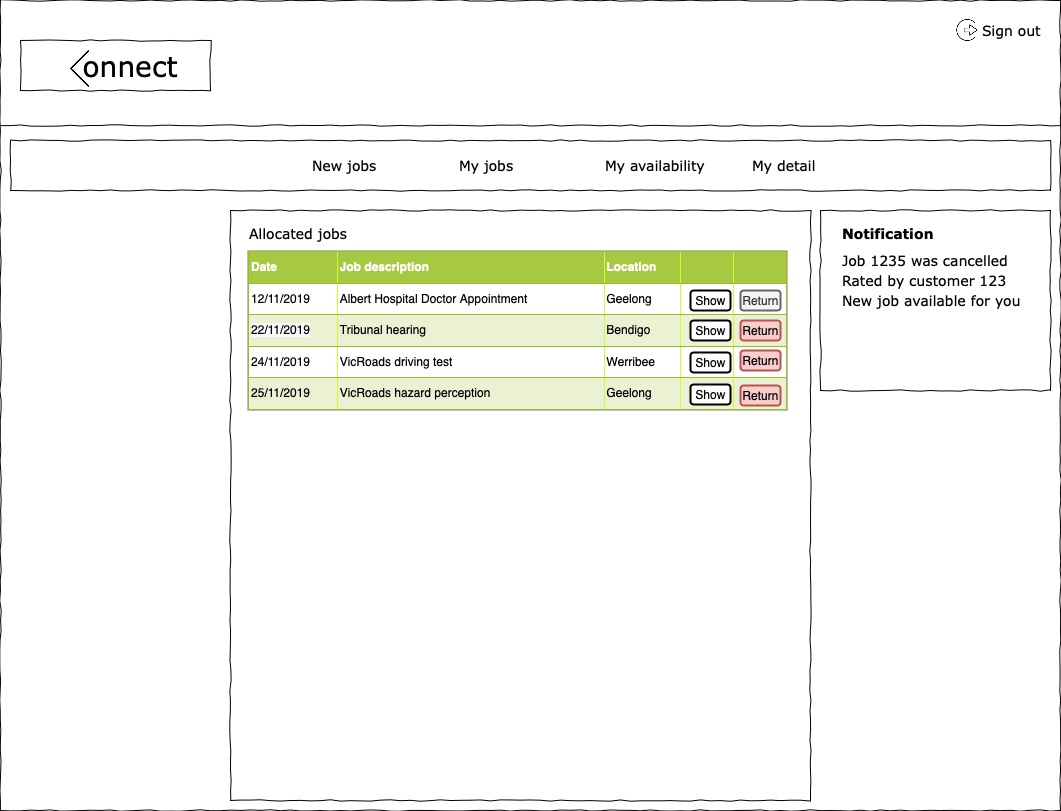 Sign out
onnect
New jobs My jobs My availability My detail
Allocated jobs
Date Job description Location
12/11/2019 Albert Hospital Doctor Appointment Geelong Show Return
22/11/2019 Tribunal hearing Bendigo Show Return
24/11/2019 VicRoads driving test Werribee Show Return
25/11/2019 VicRoads hazard perception Geelong Show Return
Notification
Job 1235 was cancelled
Rated by customer 123
New job available for you